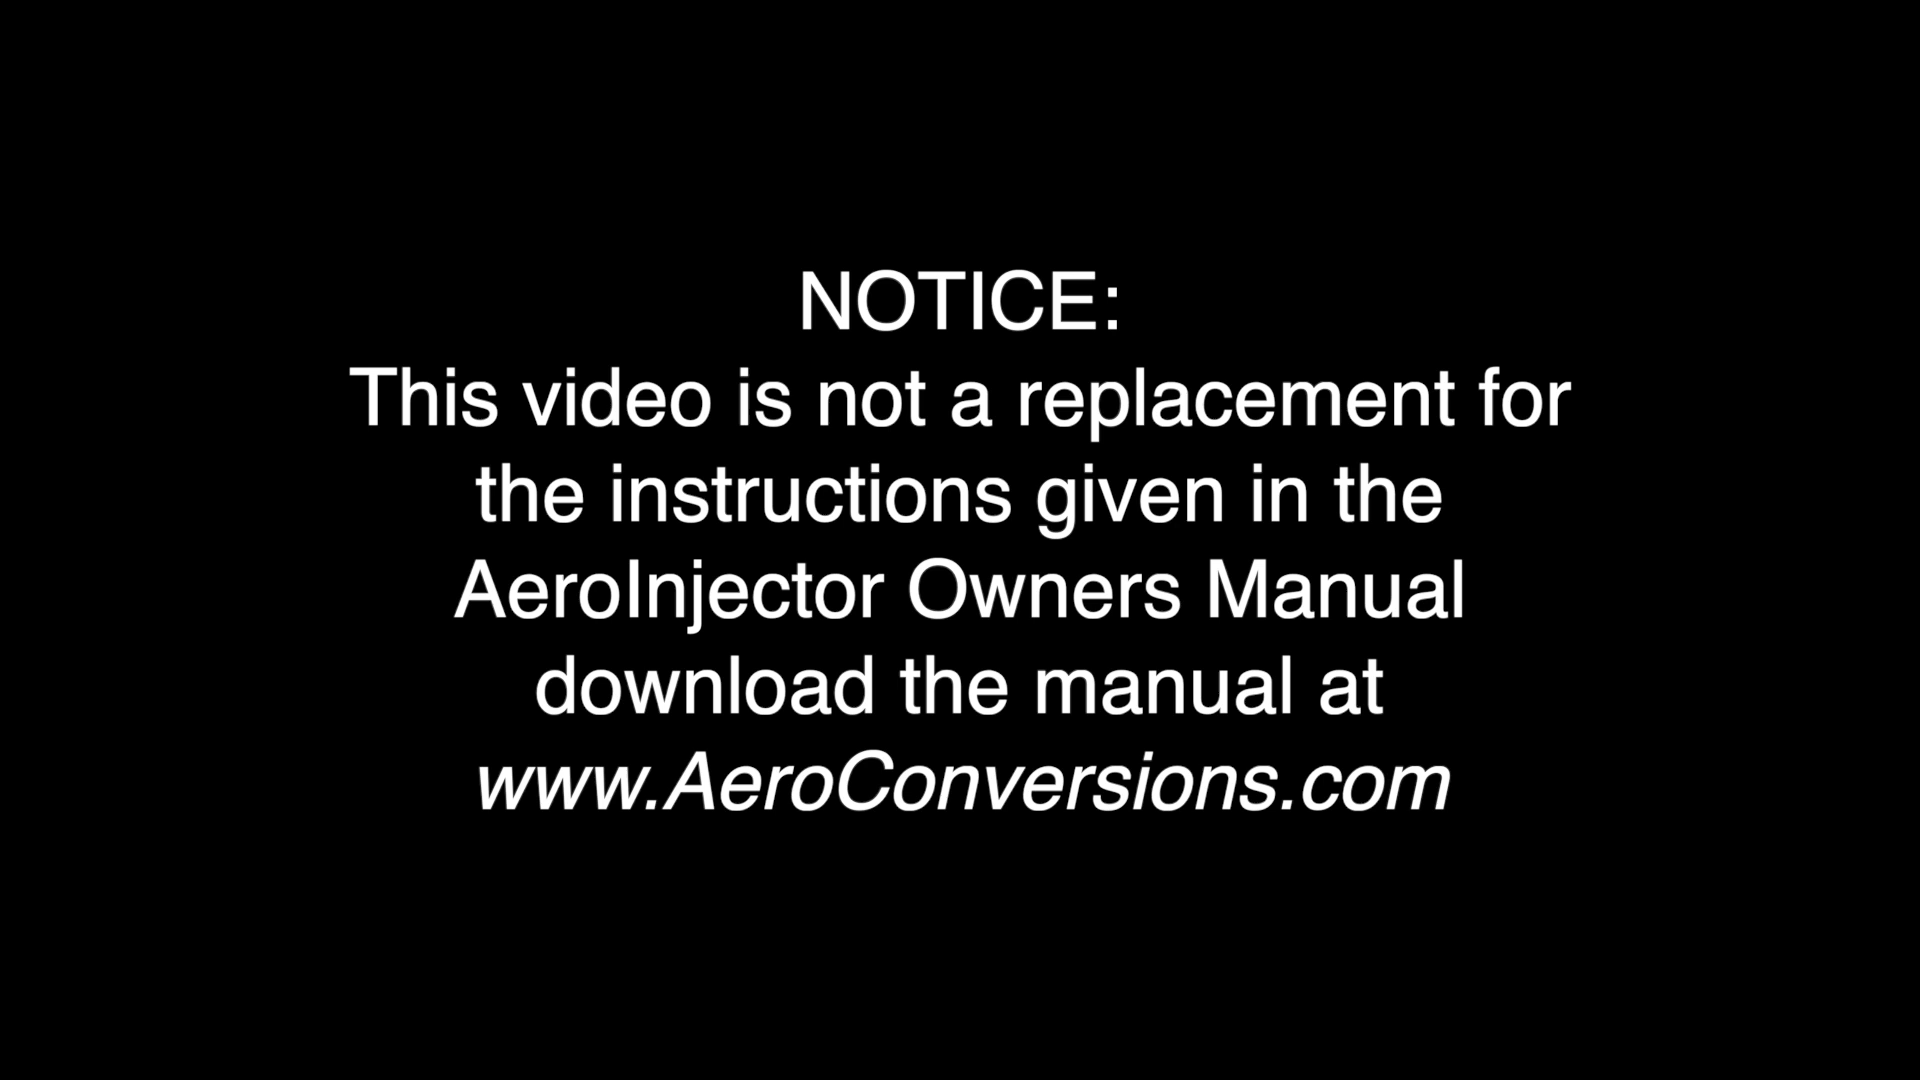 NOTICE:
This video is not a replacement for
the instructions given in the
AeroInjector Owners Manual
download the manual at
www.AeroConversions.com